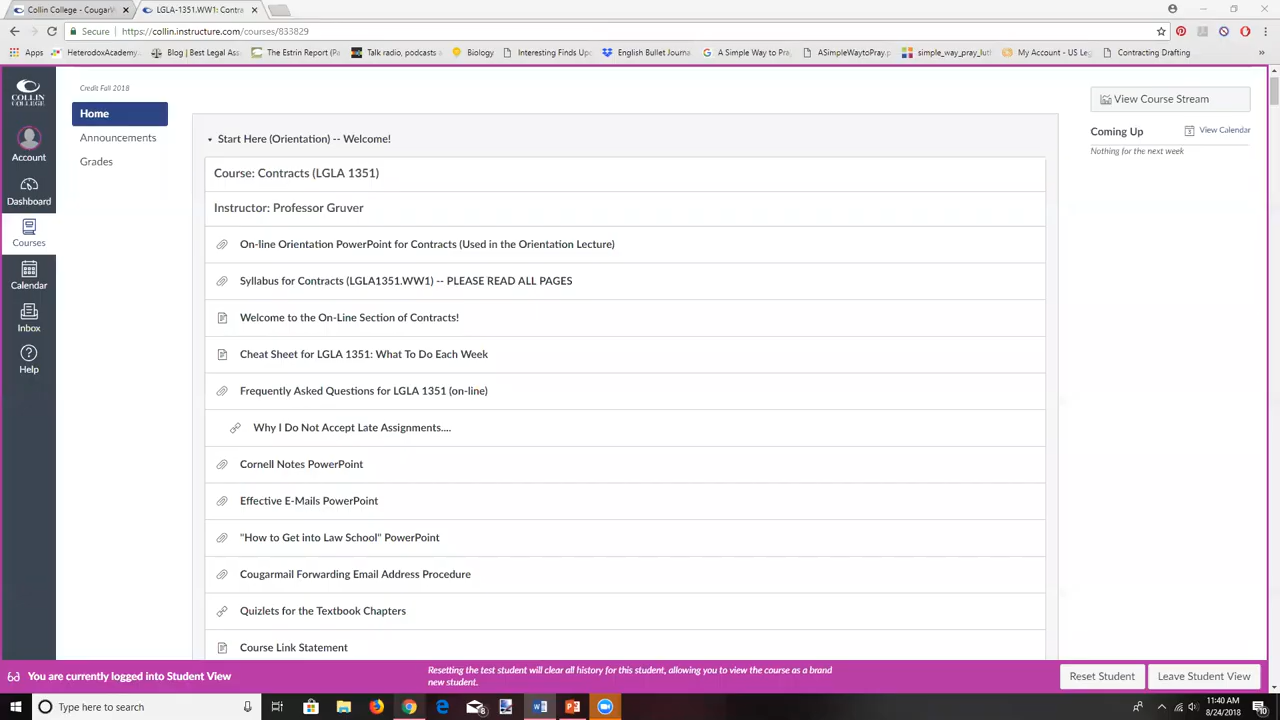 Collin College - CougarW
LGLA-1351.WW1: Contra
Secure
https://collin.instructure.com/courses/833829
Apps
HeterodoxAcademy.
Blog | Best Legal Ass
The Estrin Report (Pa
Talk radio, podcasts a
Biology
Interesting Finds Upd
English Bullet Journa
Simple Way to Pray.
ASimpleWaytoPray.p
simple_way_pray_luth
My Account - US Leg
Contracting Drafting
»
COLLIN
COLLEGE
Account
Dashboard
Courses
Calendar
Inbox
Help
Credit Fall 2018
Home
Announcements
Grades
Start Here (Orientation) -- Welcome!
Course: Contracts (LGLA 1351)
Instructor: Professor Gruver
On-line Orientation PowerPoint for Contracts (Used in the Orientation Lecture)
Syllabus for Contracts (LGLA1351.WW1) -- PLEASE READ ALL PAGES
Welcome to the On-Line Section of Contracts!
Cheat Sheet for LGLA 1351: What To Do Each Week
Frequently Asked Questions for LGLA 1351 (on-line)
Why I Do Not Accept Late Assignments....
Cornell Notes PowerPoint
Effective E-Mails PowerPoint
"How to Get into Law School" PowerPoint
Cougarmail Forwarding Email Address Procedure
Quizlets for the Textbook Chapters
Course Link Statement
View Course Stream
Coming Up
View Calendar
Nothing for the next week
You are currently logged into Student View
Resetting the test student will clear all history for this student, allowing you to view the course as a brand
new student.
Reset Student
Leave Student View
Type here to search
11:40 AM
8/24/2018